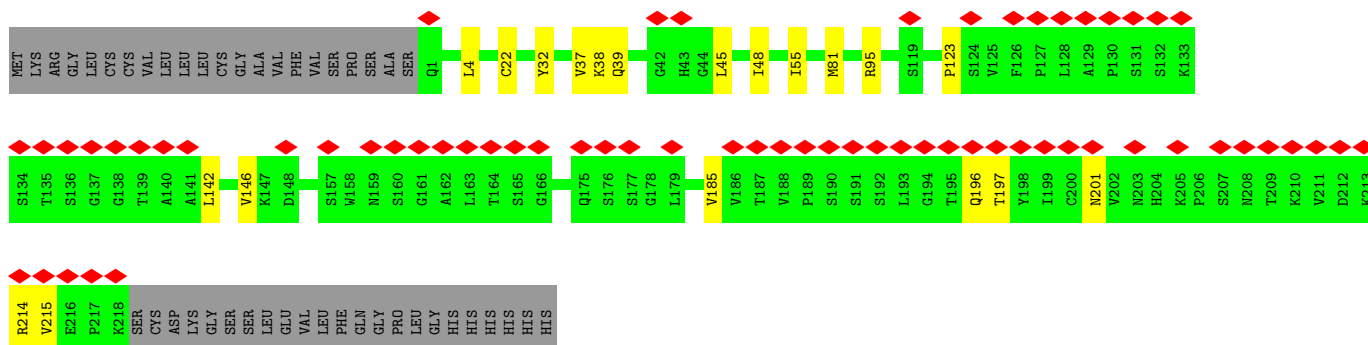 MET LYS ARG GLY LEU CYS CYS VAL LEU LEU LEU CYS GLY ALA VAL PHE VAL SER PRO SER ALA SER Q1 L4 C22 Y32 V37 K38 Q39 G42 H43 G44 L45 I48 I55 M81 R95 S119 P123 S124 V125 F126 P127 L128 A129 P130 S131 S132 K133
S134 T135 S136 G137 G138 T139 A140 A141 L142 V146 K147 D148 S157 W158 N159 S160 G161 A162 L163 T164 S165 G166 Q175 S176 S177 G178 L179 V185 V186 T187 V188 P189 S190 S191 S192 L193 G194 T195 Q196 T197 Y198 I199 C200 N201 V202 N203 H204 K205 P206 S207 N208 T209 K210 V211 D212 K213
R214 V215 E216 P217 K218 SER CYS ASP LYS GLY SER SER LEU GLU VAL LEU PHE GLN GLY PRO LEU GLY HIS HIS HIS HIS HIS HIS